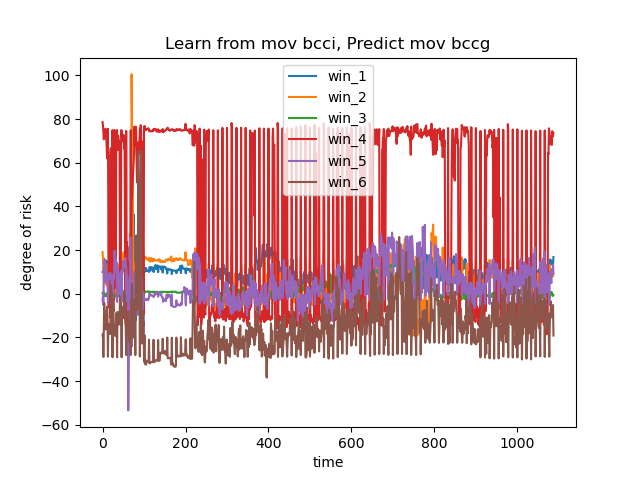 Learn from mov bcci, Predict mov bccg
degree of risk
100
80
60
40
20
0
−20
−40
−60
win_1
win_2
win_3
win_4
win_5
win_6
0 200 400 600 800 1000
time